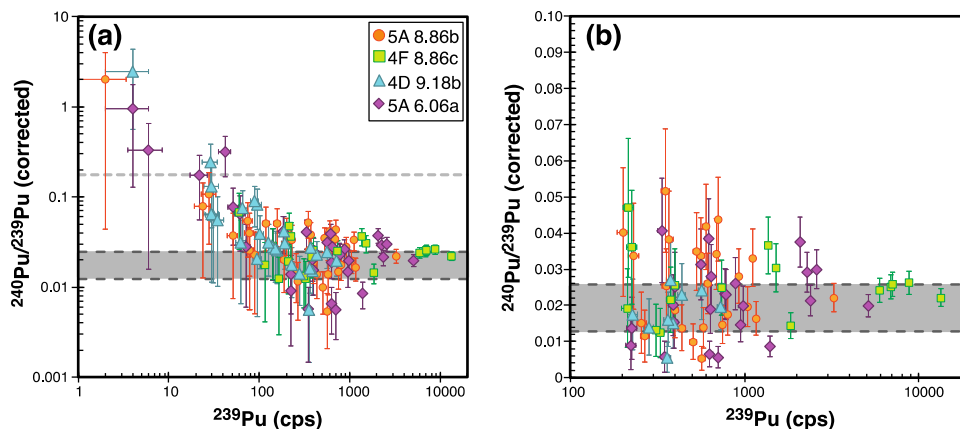 (a)
5A 8.86b
4F 8.86c
4D 9.18b
5A 6.06a
10
1
0.1
0.01
0.001
²⁴⁰Pu/²³⁹Pu (corrected)
1 10 100 1000 10000
²³⁹Pu (cps)
(b)
0.10
0.09
0.08
0.07
0.06
0.05
0.04
0.03
0.02
0.01
0
²⁴⁰Pu/²³⁹Pu (corrected)
100 1000 10000
²³⁹Pu (cps)